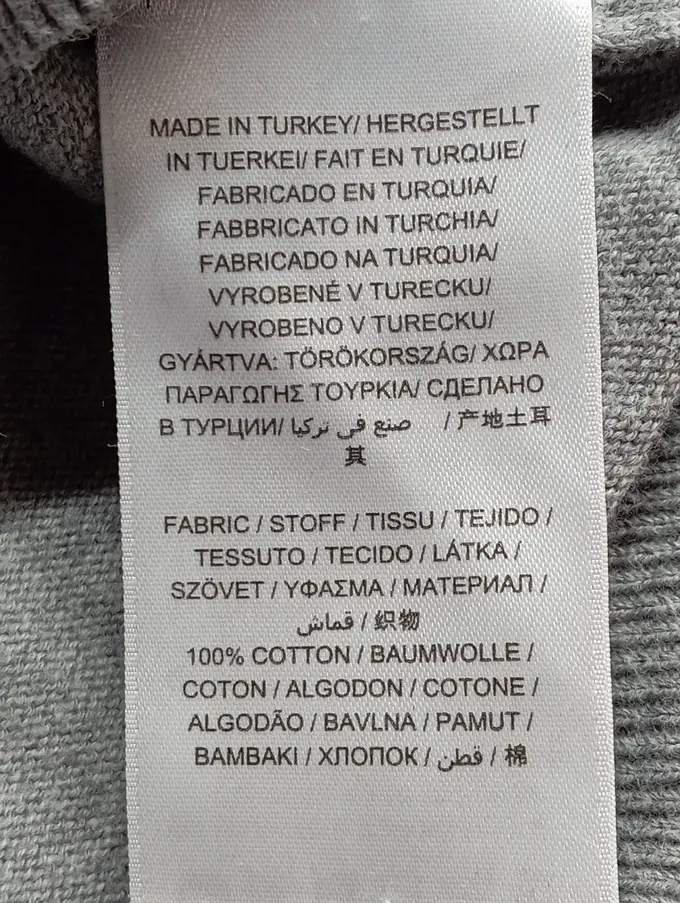 MADE IN TURKEY/ HERGESTELLT
IN TUERKEI/ FAIT EN TURQUIE/
FABRICADO EN TURQUIA/
FABBRICATO IN TURCHIA/
FABRICADO NA TURQUIA/
VYROBENÉ V TURECKU/
VYROBENO V TURECKU/
GYÁRTVA: TÖRÖKORSZÁG/ ΧΩΡΑ
ΠΑΡΑΓΩΓΗΣ ΤΟΥΡΚΙΑ/ СДЕЛАНО
В ТУРЦИИ/ صنع في تركيا / 产地土耳
其
FABRIC / STOFF / TISSU / TEJIDO /
TESSUTO / TECIDO / LÁTKA /
SZÖVET / ΥΦΑΣΜΑ / МАТЕРИАЛ /
قماش / 织物
100% COTTON / BAUMWOLLE /
COTON / ALGODON / COTONE /
ALGODÃO / BAVLNA / PAMUT /
BAMBAKI / ХЛОПОК / قطن / 棉